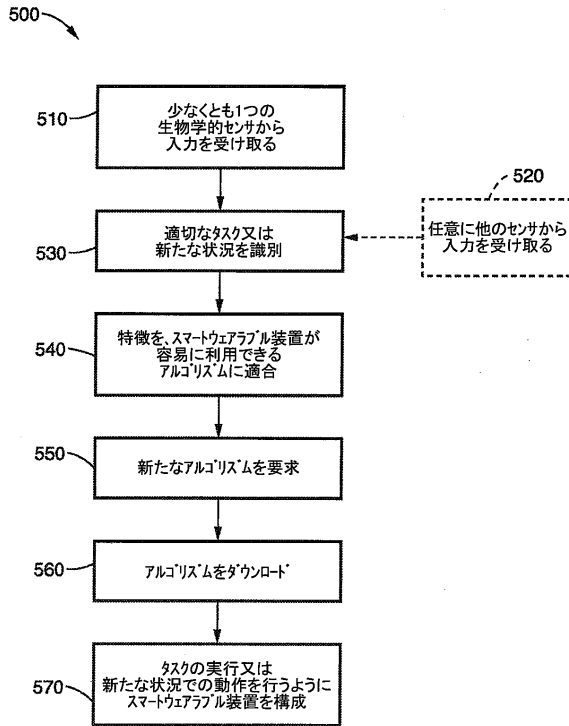 500
510
少なくとも1つの
生物学的センサから
入力を受け取る
520
任意に他のセンサから
入力を受け取る
530
適切なタスク又は
新たな状況を識別
540
特徴を、スマートウェアラブル装置が
容易に利用できる
アルゴリズムに適合
550
新たなアルゴリズムを要求
560
アルゴリズムをダウンロード
570
タスクの実行又は
新たな状況での動作を行うように
スマートウェアラブル装置を構成